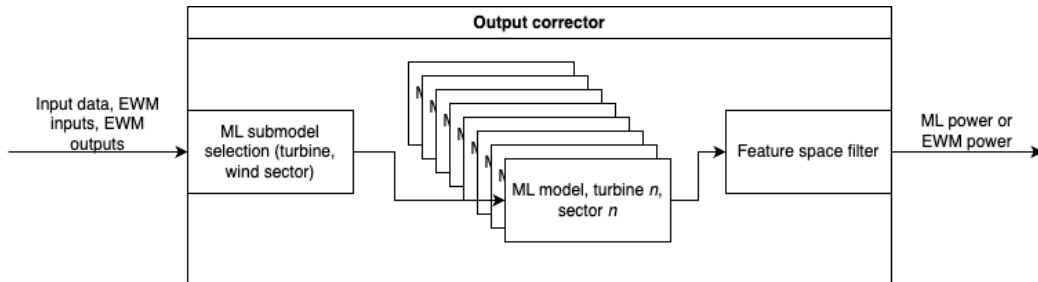 Output corrector
Input data, EWM
inputs, EWM
outputs
ML submodel
selection (turbine,
wind sector)
ML model, turbine n,
sector n
Feature space filter
ML power or
EWM power